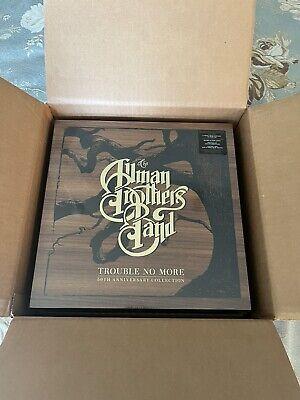 The
Allman
Brothers
Band
TROUBLE NO MORE
50TH ANNIVERSARY COLLECTION